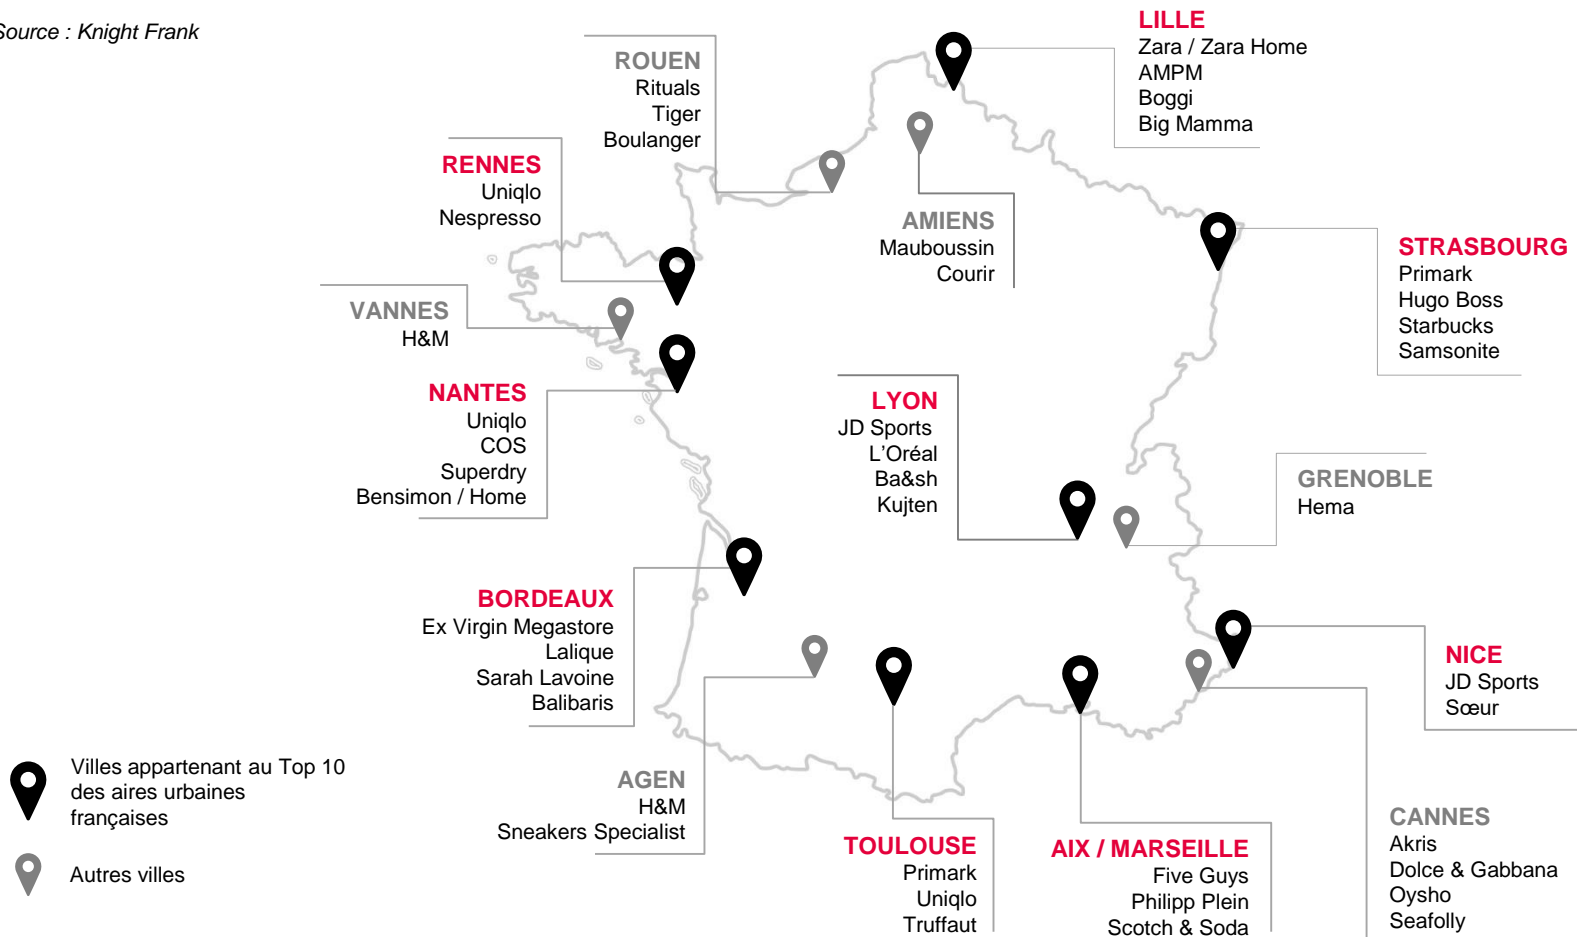 Source : Knight Frank
LILLE
Zara / Zara Home
AMPM
Boggi
Big Mamma
ROUEN
Rituals
Tiger
Boulanger
RENNES
Uniqlo
Nespresso
AMIENS
Mauboussin
Courir
STRASBOURG
Primark
Hugo Boss
Starbucks
Samsonite
VANNES
H&M
NANTES
Uniqlo
COS
Superdry
Bensimon / Home
LYON
JD Sports
L'Oréal
Ba&sh
Kujten
GRENOBLE
Hema
BORDEAUX
Ex Virgin Megastore
Lalique
Sarah Lavoine
Balibaris
NICE
JD Sports
Sœur
AGEN
H&M
Sneakers Specialist
TOULOUSE
Primark
Uniqlo
Truffaut
AIX / MARSEILLE
Five Guys
Philipp Plein
Scotch & Soda
CANNES
Akris
Dolce & Gabbana
Oysho
Seafolly
Villes appartenant au Top 10
des aires urbaines
françaises
Autres villes